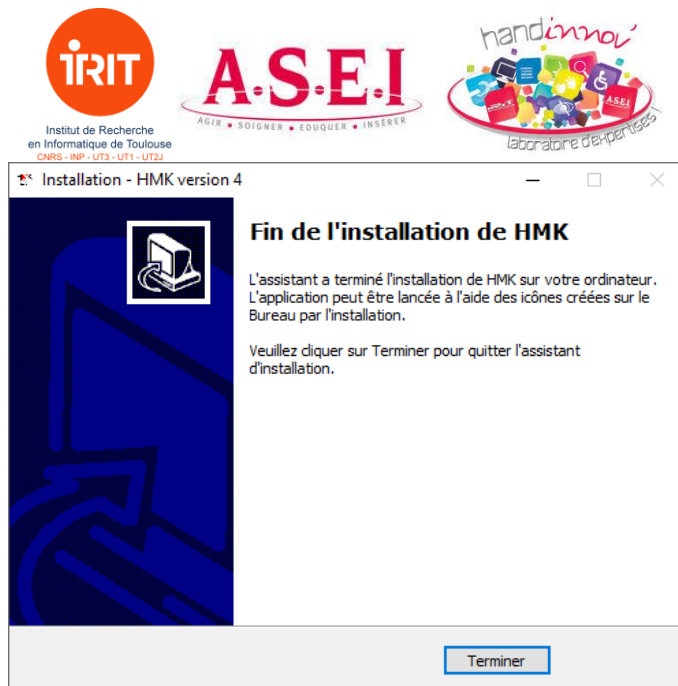 iRiT
Institut de Recherche
en Informatique de Toulouse
CNRS - INP - UT3 - UT1 - UT2J
A.S.E.I
AGIR • SOIGNER • EDUQUER • INSÉRER
handinnov'
ASEI
laboratoire d'expertises !
Installation - HMK version 4
Fin de l'installation de HMK
L'assistant a terminé l'installation de HMK sur votre ordinateur.
L'application peut être lancée à l'aide des icônes créées sur le
Bureau par l'installation.
Veuillez cliquer sur Terminer pour quitter l'assistant
d'installation.
Terminer